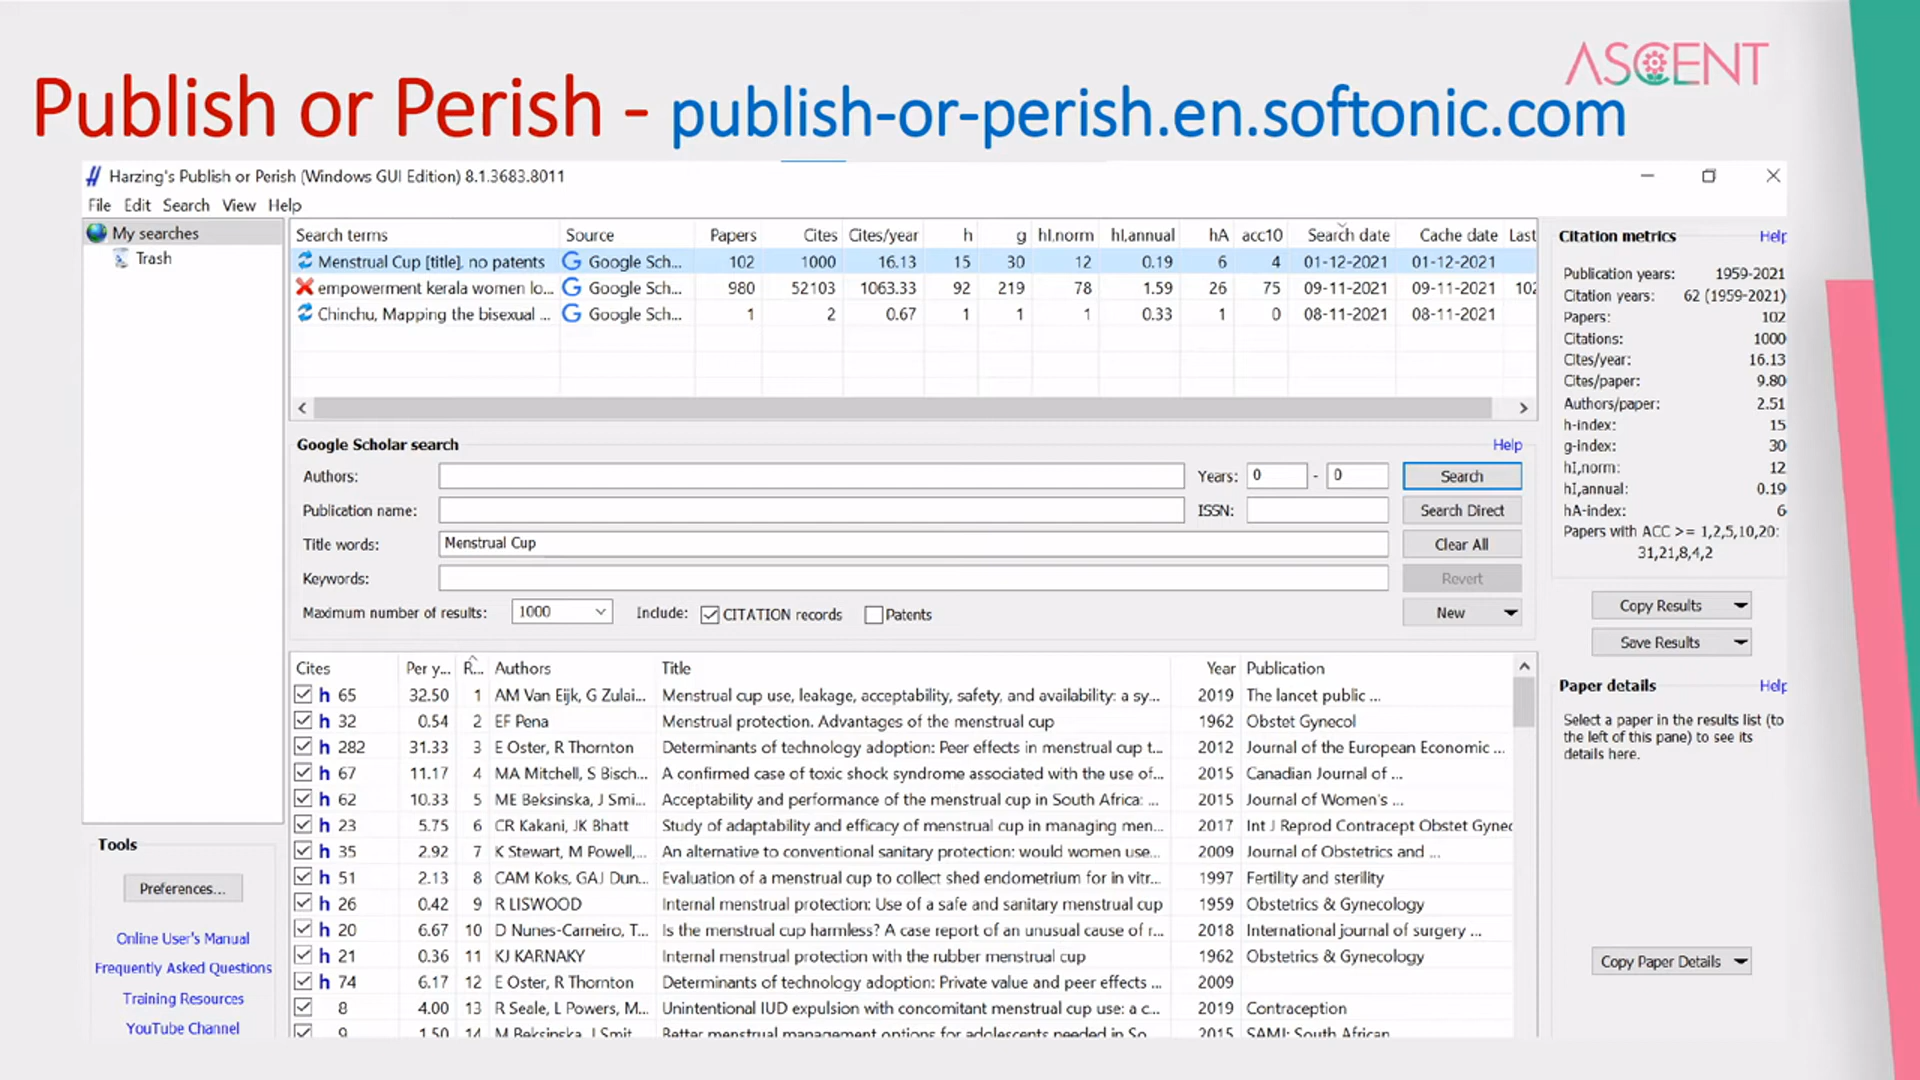 ASCENT
Publish or Perish - publish-or-perish.en.softonic.com
Harzing's Publish or Perish (Windows GUI Edition) 8.1.3683.8011
File Edit Search View Help
My searches
Trash
Search terms Source Papers Cites Cites/year h g hI,norm hI,annual hA acc10 Search date Cache date Last
Menstrual Cup [title], no patents Google Sch... 102 1000 16.13 15 30 12 0.19 6 4 01-12-2021 01-12-2021
empowerment kerala women lo... Google Sch... 980 52103 1063.33 92 219 78 1.59 26 75 09-11-2021 09-11-2021 102
Chinchu, Mapping the bisexual ... Google Sch... 1 2 0.67 1 1 1 0.33 1 0 08-11-2021 08-11-2021
Google Scholar search Help
Authors: Years: 0 - 0 Search
Publication name: ISSN: Search Direct
Title words: Menstrual Cup Clear All
Keywords: Revert
Maximum number of results: 1000 Include: CITATION records Patents New
Cites Per y... R... Authors Title Year Publication
h 65 32.50 1 AM Van Eijk, G Zulai... Menstrual cup use, leakage, acceptability, safety, and availability: a sy... 2019 The lancet public ...
h 32 0.54 2 EF Pena Menstrual protection. Advantages of the menstrual cup 1962 Obstet Gynecol
h 282 31.33 3 E Oster, R Thornton Determinants of technology adoption: Peer effects in menstrual cup t... 2012 Journal of the European Economic ...
h 67 11.17 4 MA Mitchell, S Bisch... A confirmed case of toxic shock syndrome associated with the use of... 2015 Canadian Journal of ...
h 62 10.33 5 ME Beksinska, J Smi... Acceptability and performance of the menstrual cup in South Africa: ... 2015 Journal of Women's ...
h 23 5.75 6 CR Kakani, JK Bhatt Study of adaptability and efficacy of menstrual cup in managing men... 2017 Int J Reprod Contracept Obstet Gynec
h 35 2.92 7 K Stewart, M Powell,... An alternative to conventional sanitary protection: would women use... 2009 Journal of Obstetrics and ...
h 51 2.13 8 CAM Koks, GAJ Dun... Evaluation of a menstrual cup to collect shed endometrium for in vitr... 1997 Fertility and sterility
h 26 0.42 9 R LISWOOD Internal menstrual protection: Use of a safe and sanitary menstrual cup 1959 Obstetrics & Gynecology
h 20 6.67 10 D Nunes-Carneiro, T... Is the menstrual cup harmless? A case report of an unusual cause of r... 2018 International journal of surgery ...
h 21 0.36 11 KJ KARNAKY Internal menstrual protection with the rubber menstrual cup 1962 Obstetrics & Gynecology
h 74 6.17 12 E Oster, R Thornton Determinants of technology adoption: Private value and peer effects ... 2009
8 4.00 13 R Seale, L Powers, M... Unintentional IUD expulsion with concomitant menstrual cup use: a c... 2019 Contraception
9 1.50 14 M Beksinska, J Smit, Better menstrual management options for adolescents needed in So... 2015 SAMJ: South African
Citation metrics Help
Publication years: 1959-2021
Citation years: 62 (1959-2021)
Papers: 102
Citations: 1000
Cites/year: 16.13
Cites/paper: 9.80
Authors/paper: 2.51
h-index: 15
g-index: 30
hI,norm: 12
hI,annual: 0.19
hA-index: 6
Papers with ACC >= 1,2,5,10,20:
31,21,8,4,2
Copy Results
Save Results
Paper details Help
Select a paper in the results list (to
the left of this pane) to see its
details here.
Copy Paper Details
Tools
Preferences...
Online User's Manual
Frequently Asked Questions
Training Resources
YouTube Channel